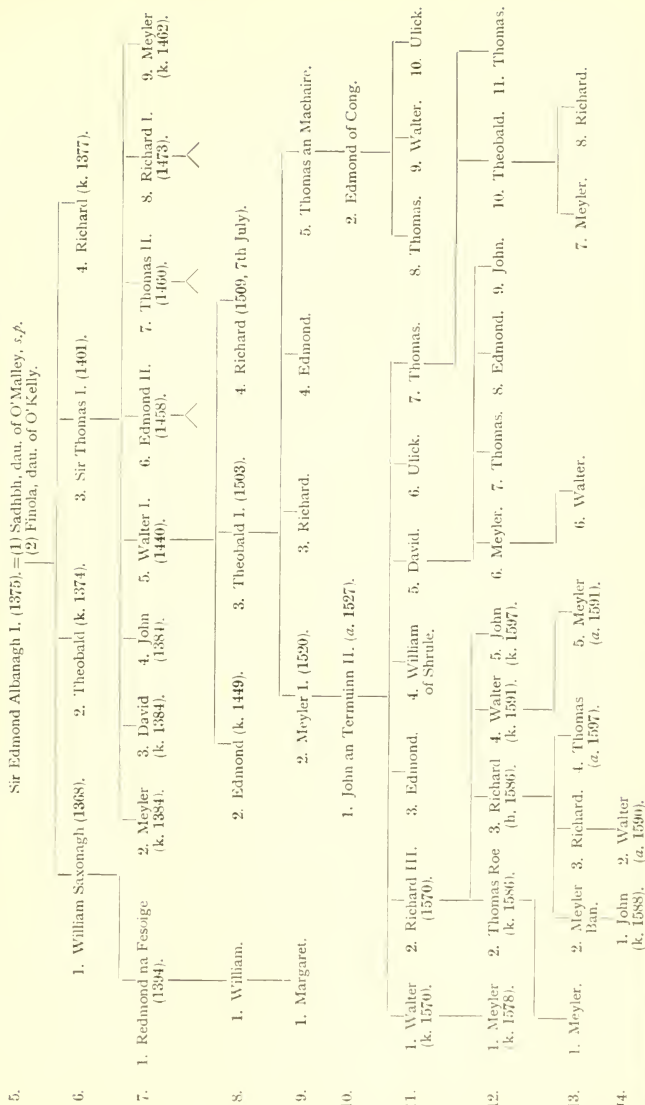 5.
Sir Edmond Albanagh I. (1375). = (1) Sadhbh, dau. of O'Malley, s.p.
(2) Finola, dau. of O'Kelly.
6.
1. William Saxonagh (1368).
2. Theobald (k. 1374).
3. Sir Thomas I. (1401).
4. Richard (k. 1377).
7.
1. Redmond na Fesoige
(1394).
2. Meyler
(k. 1384).
3. David
(k. 1384).
4. John
(1384).
5. Walter I.
(1440).
6. Edmond II.
(1458).
7. Thomas II.
(1460).
8. Richard I.
(1473).
9. Meyler
(k. 1462).
8.
1. William.
2. Edmond (k. 1449).
3. Theobald I. (1503).
4. Richard (1509, 7th July).
9.
1. Margaret.
2. Meyler I. (1520).
3. Richard.
4. Edmond.
5. Thomas an Machaire.
10.
1. John an Termuinn II. (a. 1527).
2. Edmond of Cong.
11.
1. Walter
(k. 1570).
2. Richard III.
(1570).
3. Edmond.
4. William
of Shrule.
5. David.
6. Ulick.
7. Thomas.
8. Thomas.
9. Walter.
10. Ulick.
12.
1. Meyler
(k. 1578).
2. Thomas Roe
(k. 1586).
3. Richard
(h. 1586).
4. Walter
(k. 1591).
5. John
(k. 1597).
6. Meyler.
7. Thomas.
8. Edmond.
9. John.
10. Theobald.
11. Thomas.
13.
1. Meyler.
2. Meyler
Ban.
3. Richard.
4. Thomas
(a. 1597).
5. Meyler
(a. 1591).
6. Walter.
7. Meyler.
8. Richard.
14.
1. John
(k. 1588).
2. Walter
(a. 1590).